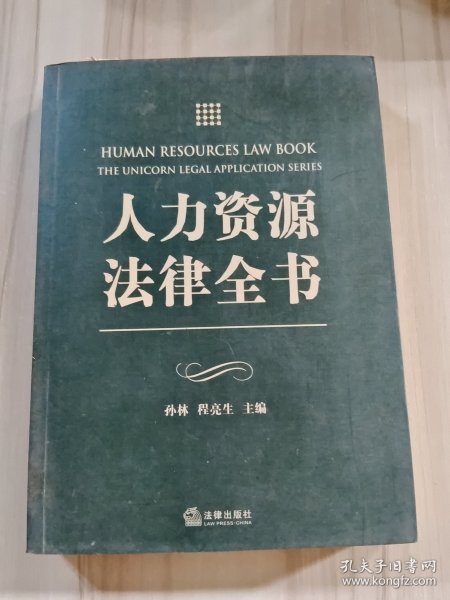 HUMAN RESOURCES LAW BOOK
THE UNICORN LEGAL APPLICATION SERIES
人力资源
法律全书
孙林 程亮生 主编
法律出版社
LAW PRESS·CHINA
孔夫子旧书网
www.kongfz.com